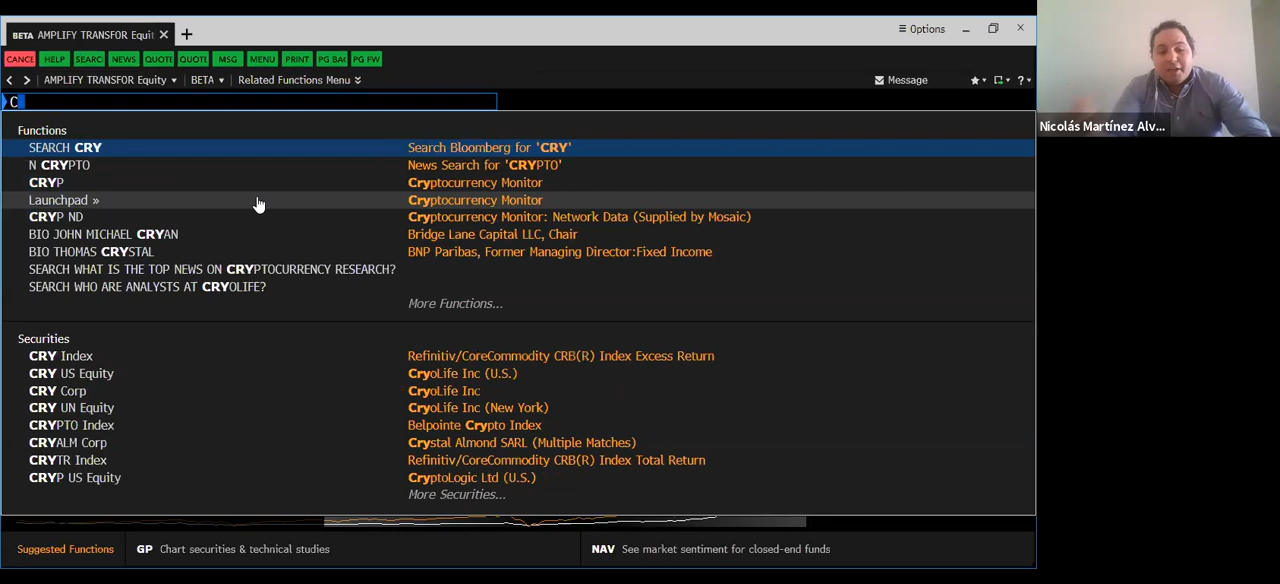 BETA AMPLIFY TRANSFOR Equit
Options
CANCE HELP SEARC NEWS QUOTE QUOTE MSG MENU PRINT PG BAC PG FW
AMPLIFY TRANSFOR Equity BETA Related Functions Menu
Message
?
C
Functions
SEARCH CRY Search Bloomberg for 'CRY'
N CRYPTO News Search for 'CRYPTO'
CRYP Cryptocurrency Monitor
Launchpad » Cryptocurrency Monitor
CRYP ND Cryptocurrency Monitor: Network Data (Supplied by Mosaic)
BIO JOHN MICHAEL CRYAN Bridge Lane Capital LLC, Chair
BIO THOMAS CRYSTAL BNP Paribas, Former Managing Director:Fixed Income
SEARCH WHAT IS THE TOP NEWS ON CRYPTOCURRENCY RESEARCH?
SEARCH WHO ARE ANALYSTS AT CRYOLIFE?
More Functions...
Securities
CRY Index Refinitiv/CoreCommodity CRB(R) Index Excess Return
CRY US Equity CryoLife Inc (U.S.)
CRY Corp CryoLife Inc
CRY UN Equity CryoLife Inc (New York)
CRYPTO Index Belpointe Crypto Index
CRYALM Corp Crystal Almond SARL (Multiple Matches)
CRYTR Index Refinitiv/CoreCommodity CRB(R) Index Total Return
CRYP US Equity CryptoLogic Ltd (U.S.)
More Securities...
Suggested Functions GP Chart securities & technical studies NAV See market sentiment for closed-end funds
Nicolás Martínez Alv...